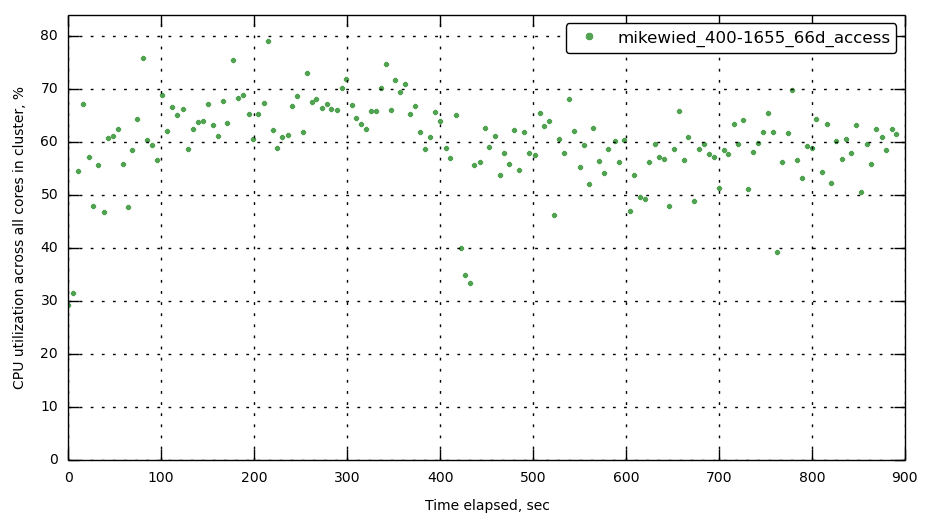 mikewied_400-1655_66d_access
CPU utilization across all cores in cluster, %
80
70
60
50
40
30
20
10
0
0 100 200 300 400 500 600 700 800 900
Time elapsed, sec